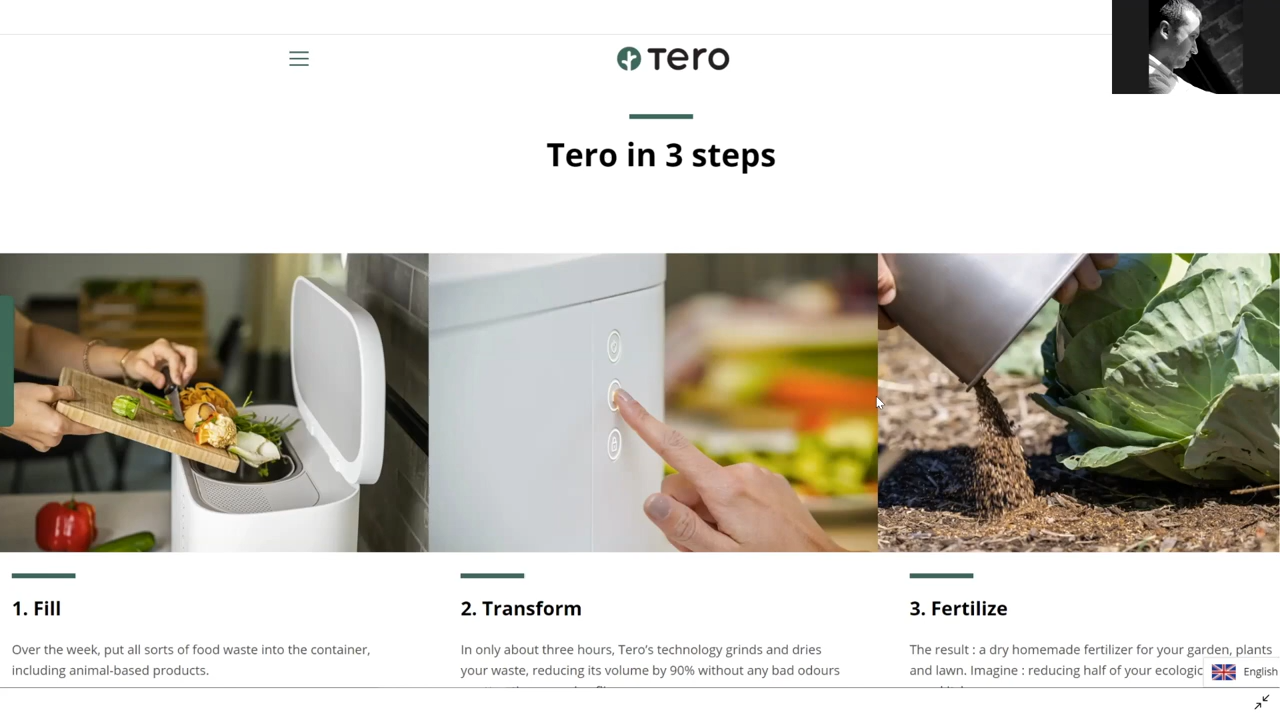 Tero
Tero in 3 steps
1. Fill
Over the week, put all sorts of food waste into the container,
including animal-based products.
2. Transform
In only about three hours, Tero's technology grinds and dries
your waste, reducing its volume by 90% without any bad odours
3. Fertilize
The result : a dry homemade fertilizer for your garden, plants
and lawn. Imagine : reducing half of your
English